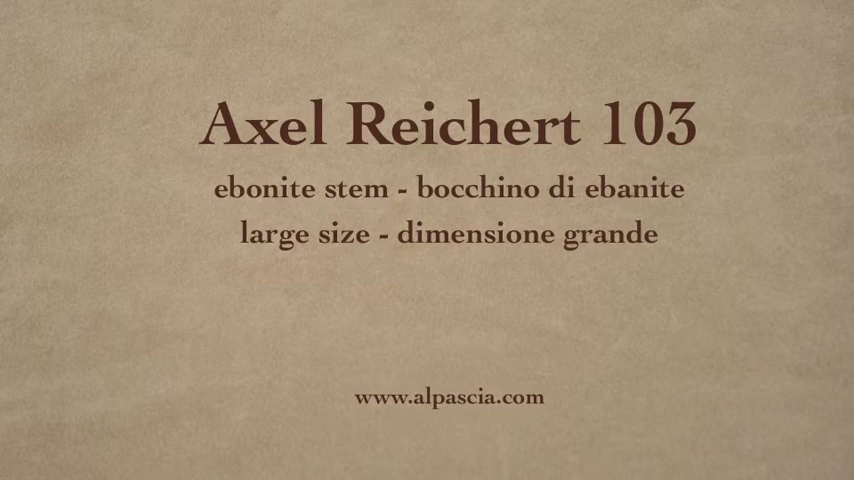 Axel Reichert 103
ebonite stem - bocchino di ebanite
large size - dimensione grande
www.alpascia.com